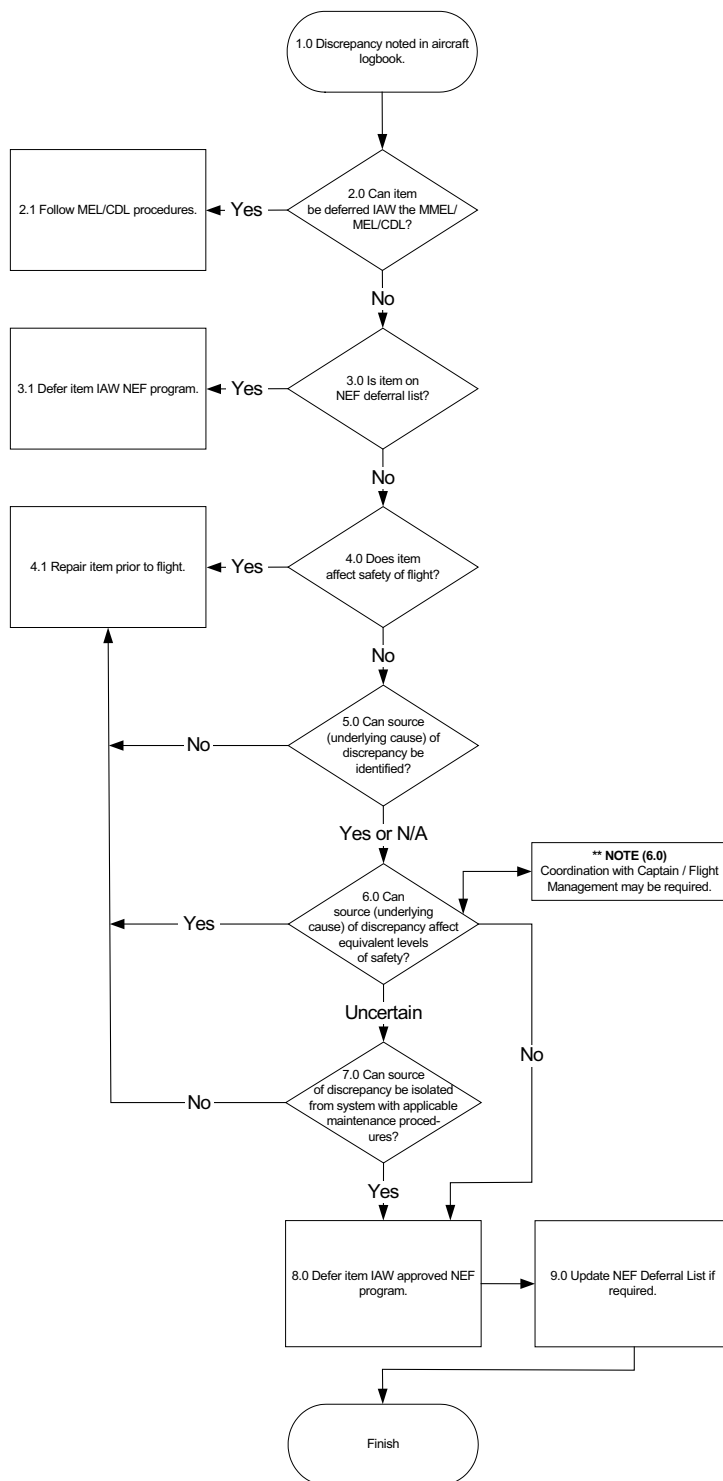 1.0 Discrepancy noted in aircraft
logbook.
2.0 Can item
be deferred IAW the MMEL/
MEL/CDL?
Yes
2.1 Follow MEL/CDL procedures.
No
3.0 Is item on
NEF deferral list?
Yes
3.1 Defer item IAW NEF program.
No
4.0 Does item
affect safety of flight?
Yes
4.1 Repair item prior to flight.
No
5.0 Can source
(underlying cause) of
discrepancy be
identified?
No
Yes or N/A
** NOTE (6.0)
Coordination with Captain / Flight
Management may be required.
6.0 Can
source (underlying
cause) of discrepancy affect
equivalent levels
of safety?
Yes
Uncertain
No
7.0 Can source
of discrepancy be isolated
from system with applicable
maintenance proced-
ures?
No
Yes
8.0 Defer item IAW approved NEF
program.
9.0 Update NEF Deferral List if
required.
Finish